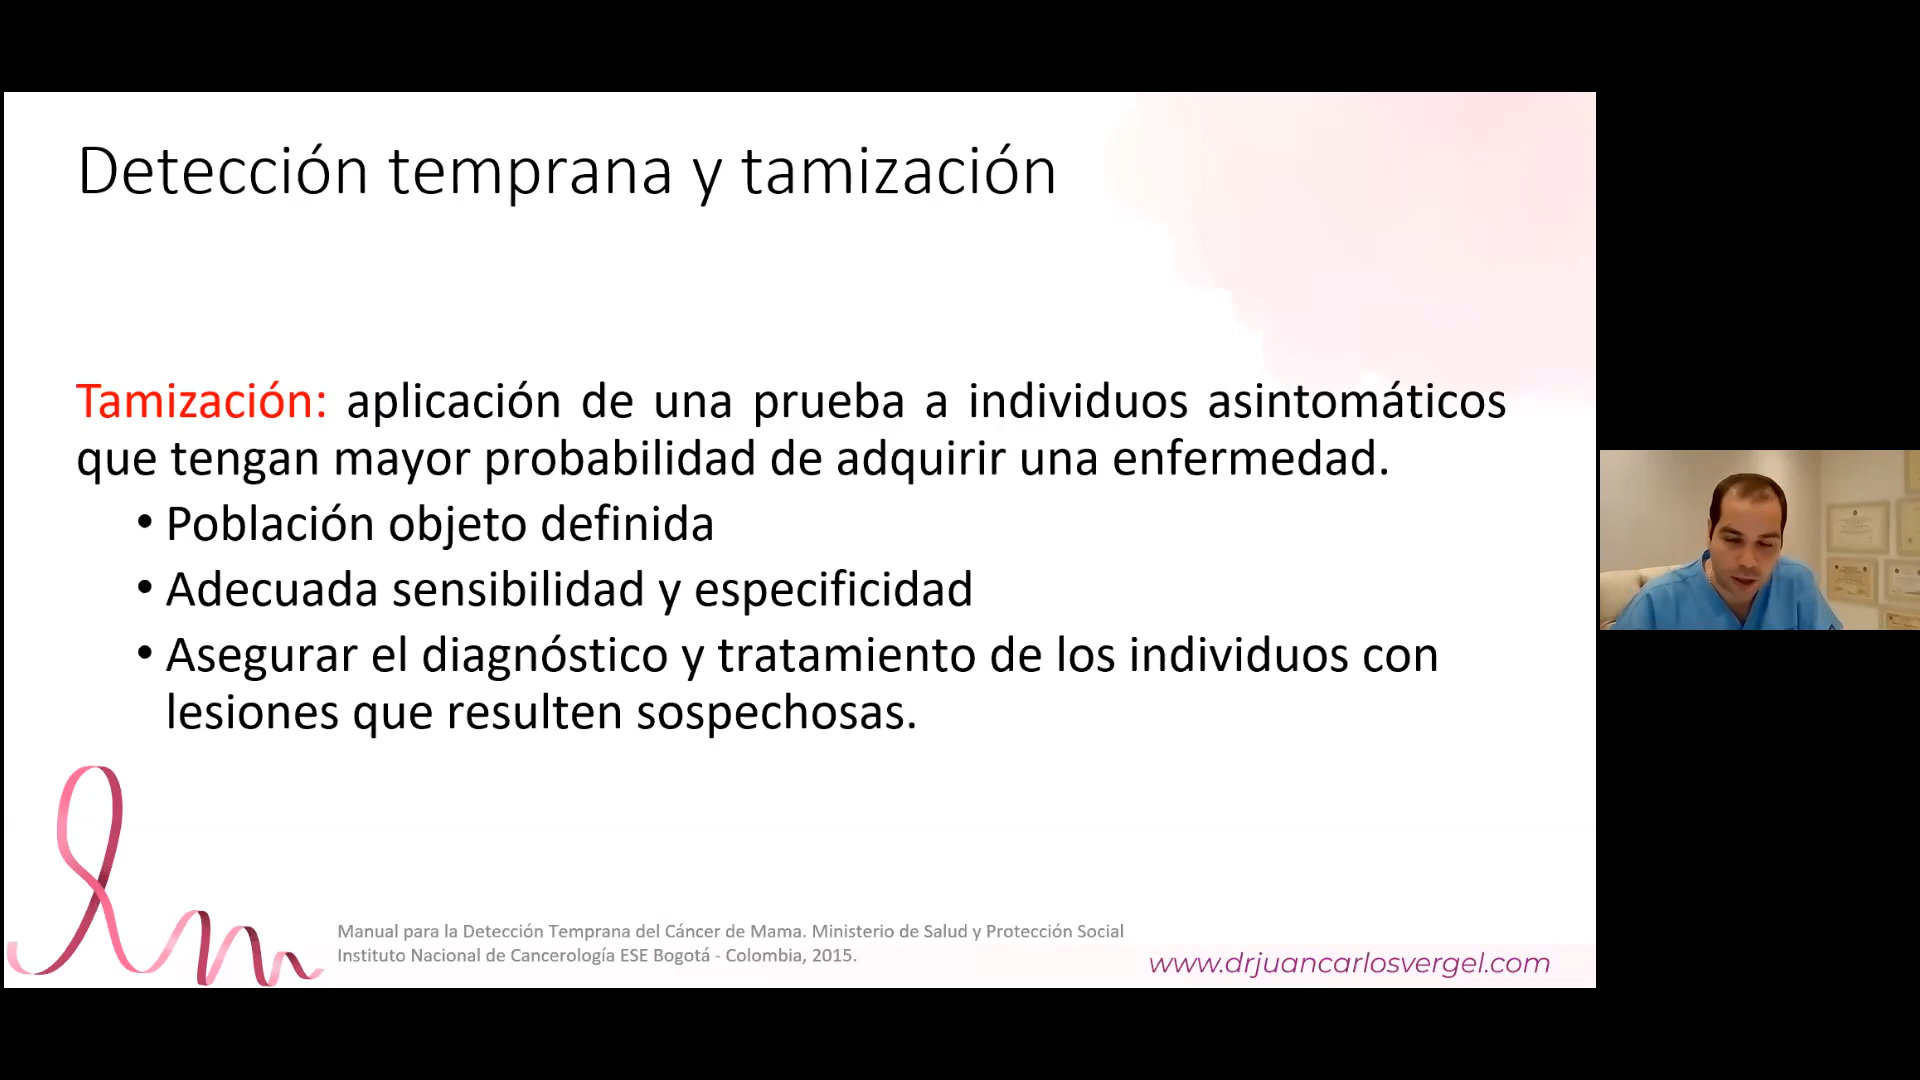 Detección temprana y tamización
Tamización: aplicación de una prueba a individuos asintomáticos
que tengan mayor probabilidad de adquirir una enfermedad.
• Población objeto definida
• Adecuada sensibilidad y especificidad
• Asegurar el diagnóstico y tratamiento de los individuos con
lesiones que resulten sospechosas.
Manual para la Detección Temprana del Cáncer de Mama. Ministerio de Salud y Protección Social
Instituto Nacional de Cancerología ESE Bogotá - Colombia, 2015.
www.drjuancarlosvergel.com